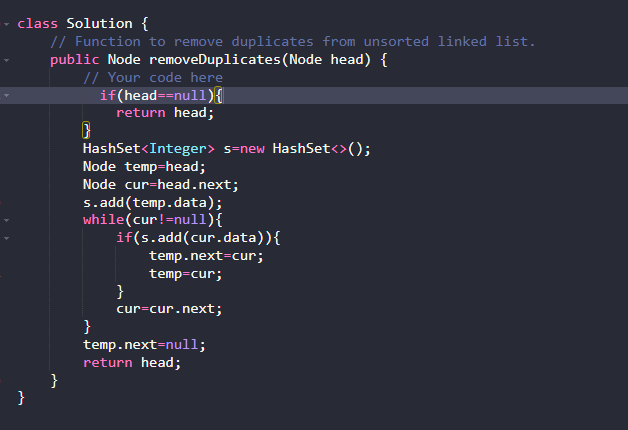 class Solution {
    // Function to remove duplicates from unsorted linked list.
    public Node removeDuplicates(Node head) {
        // Your code here
          if(head==null){
            return head;
        }
        HashSet<Integer> s=new HashSet<>();
        Node temp=head;
        Node cur=head.next;
        s.add(temp.data);
        while(cur!=null){
            if(s.add(cur.data)){
                temp.next=cur;
                temp=cur;
            }
            cur=cur.next;
        }
        temp.next=null;
        return head;
    }
}